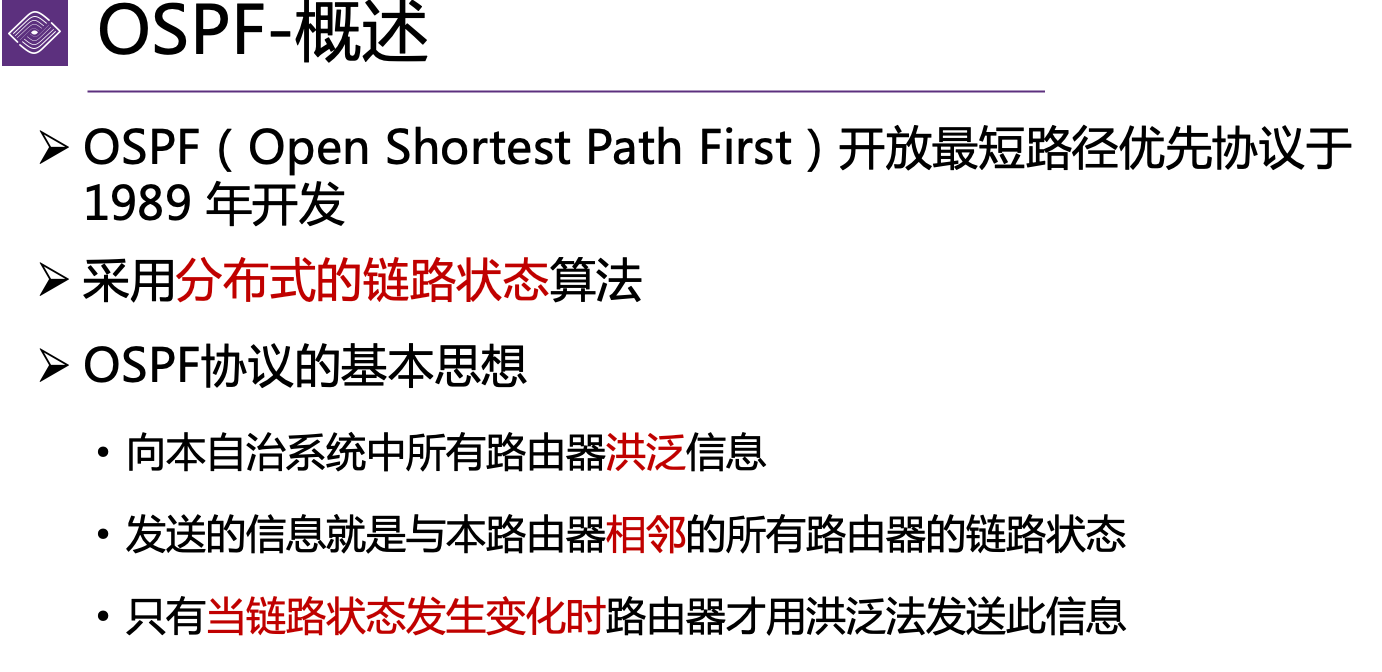 OSPF-概述
➢ OSPF（Open Shortest Path First）开放最短路径优先协议于
1989 年开发
➢ 采用分布式的链路状态算法
➢ OSPF协议的基本思想
• 向本自治系统中所有路由器洪泛信息
• 发送的信息就是与本路由器相邻的所有路由器的链路状态
• 只有当链路状态发生变化时路由器才用洪泛法发送此信息